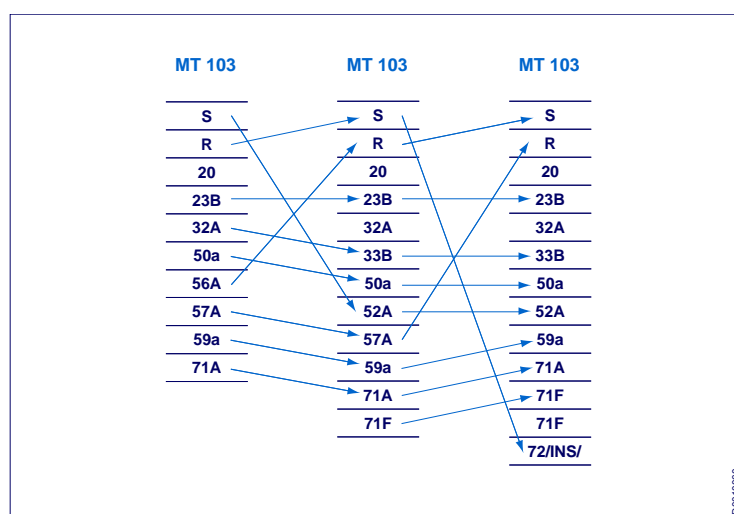 MT 103 MT 103 MT 103
S S S
R R R
20 20 20
23B 23B 23B
32A 32A 32A
50a 33B 33B
56A 50a 50a
57A 52A 52A
59a 57A 59a
71A 59a 71A
71A 71F
71F 71F
72/INS/